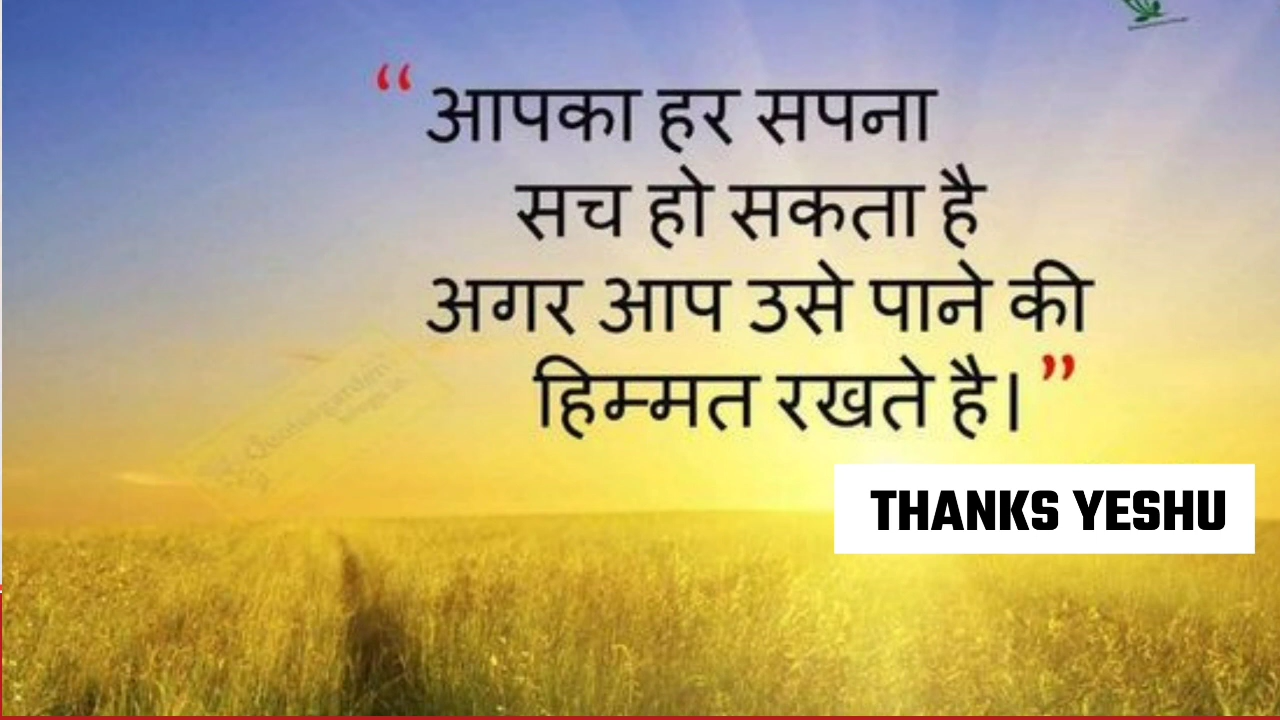 “आपका हर सपना
सच हो सकता है
अगर आप उसे पाने की
हिम्मत रखते है।”
THANKS YESHU